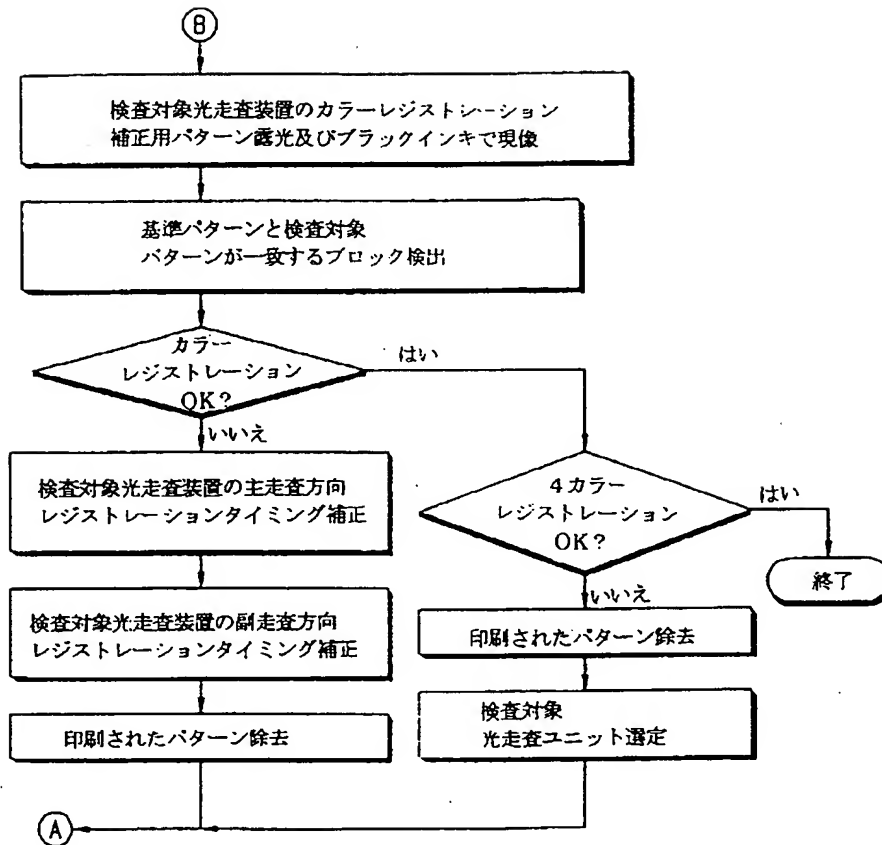 B
検査対象光走査装置のカラーレジストシーション
補正用パターン露光及びブラックインキで現像
基準パターンと検査対象
パターンが一致するブロック検出
カラー
レジストレーション
OK?
はい
いいえ
検査対象光走査装置の主走査方向
レジストレーションタイミング補正
検査対象光走査装置の副走査方向
レジストレーションタイミング補正
印刷されたパターン除去
4カラー
レジストレーション
OK?
はい
終了
いいえ
印刷されたパターン除去
検査対象
光走査ユニット選定
A